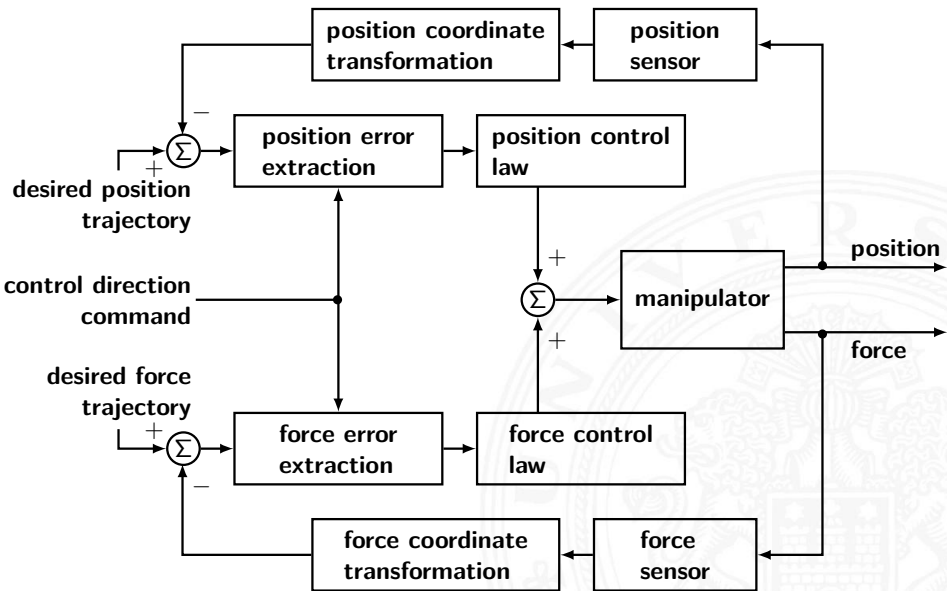 position coordinate
transformation
position
sensor
−
Σ
+
position error
extraction
position control
law
desired position
trajectory
+
position
control direction
command
Σ
manipulator
+
force
desired force
trajectory
+
Σ
−
force error
extraction
force control
law
force coordinate
transformation
force
sensor
UNIVERS